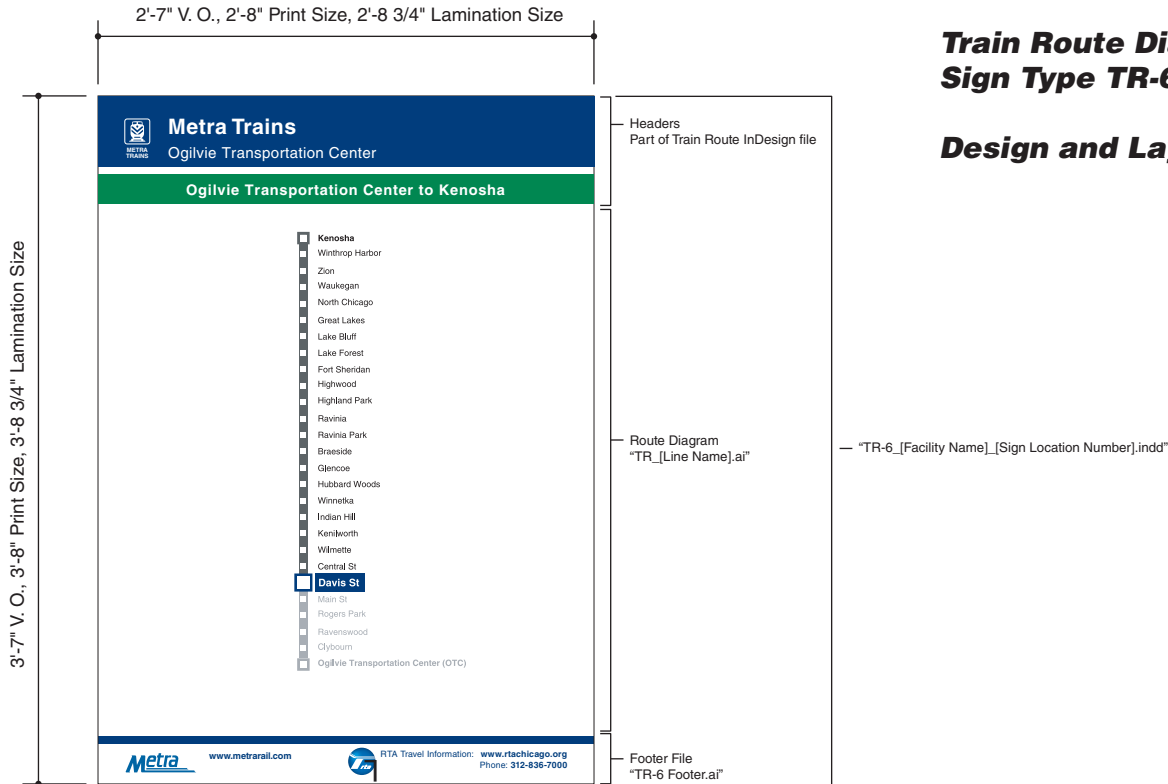 2'-7" V. O., 2'-8" Print Size, 2'-8 3/4" Lamination Size
Train Route Di
Sign Type TR-6
Design and La
3'-7" V. O., 3'-8" Print Size, 3'-8 3/4" Lamination Size
METRA
TRAINS
Metra Trains
Ogilvie Transportation Center
Ogilvie Transportation Center to Kenosha
Headers
Part of Train Route InDesign file
Kenosha
Winthrop Harbor
Zion
Waukegan
North Chicago
Great Lakes
Lake Bluff
Lake Forest
Fort Sheridan
Highwood
Highland Park
Ravinia
Ravinia Park
Braeside
Glencoe
Hubbard Woods
Winnetka
Indian Hill
Kenilworth
Wilmette
Central St
Davis St
Main St
Rogers Park
Ravenswood
Clybourn
Ogilvie Transportation Center (OTC)
Route Diagram
“TR_[Line Name].ai”
“TR-6_[Facility Name]_[Sign Location Number].indd”
Metra
www.metrarail.com
rta
RTA Travel Information: www.rtachicago.org
Phone: 312-836-7000
Footer File
“TR-6 Footer.ai”